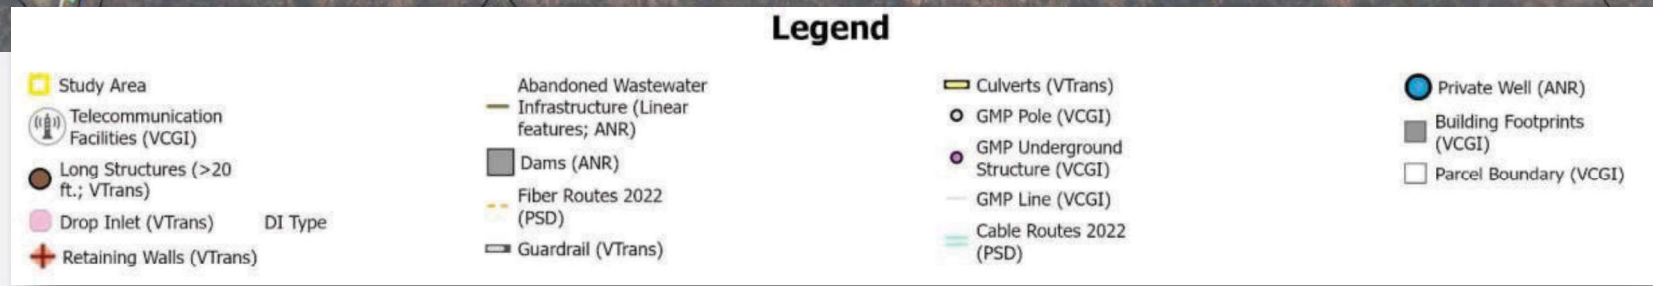 Legend
Study Area
Telecommunication
Facilities (VCGI)
Long Structures (>20
ft.; VTrans)
Drop Inlet (VTrans) DI Type
Retaining Walls (VTrans)
Abandoned Wastewater
Infrastructure (Linear
features; ANR)
Dams (ANR)
Fiber Routes 2022
(PSD)
Guardrail (VTrans)
Culverts (VTrans)
GMP Pole (VCGI)
GMP Underground
Structure (VCGI)
GMP Line (VCGI)
Cable Routes 2022
(PSD)
Private Well (ANR)
Building Footprints
(VCGI)
Parcel Boundary (VCGI)